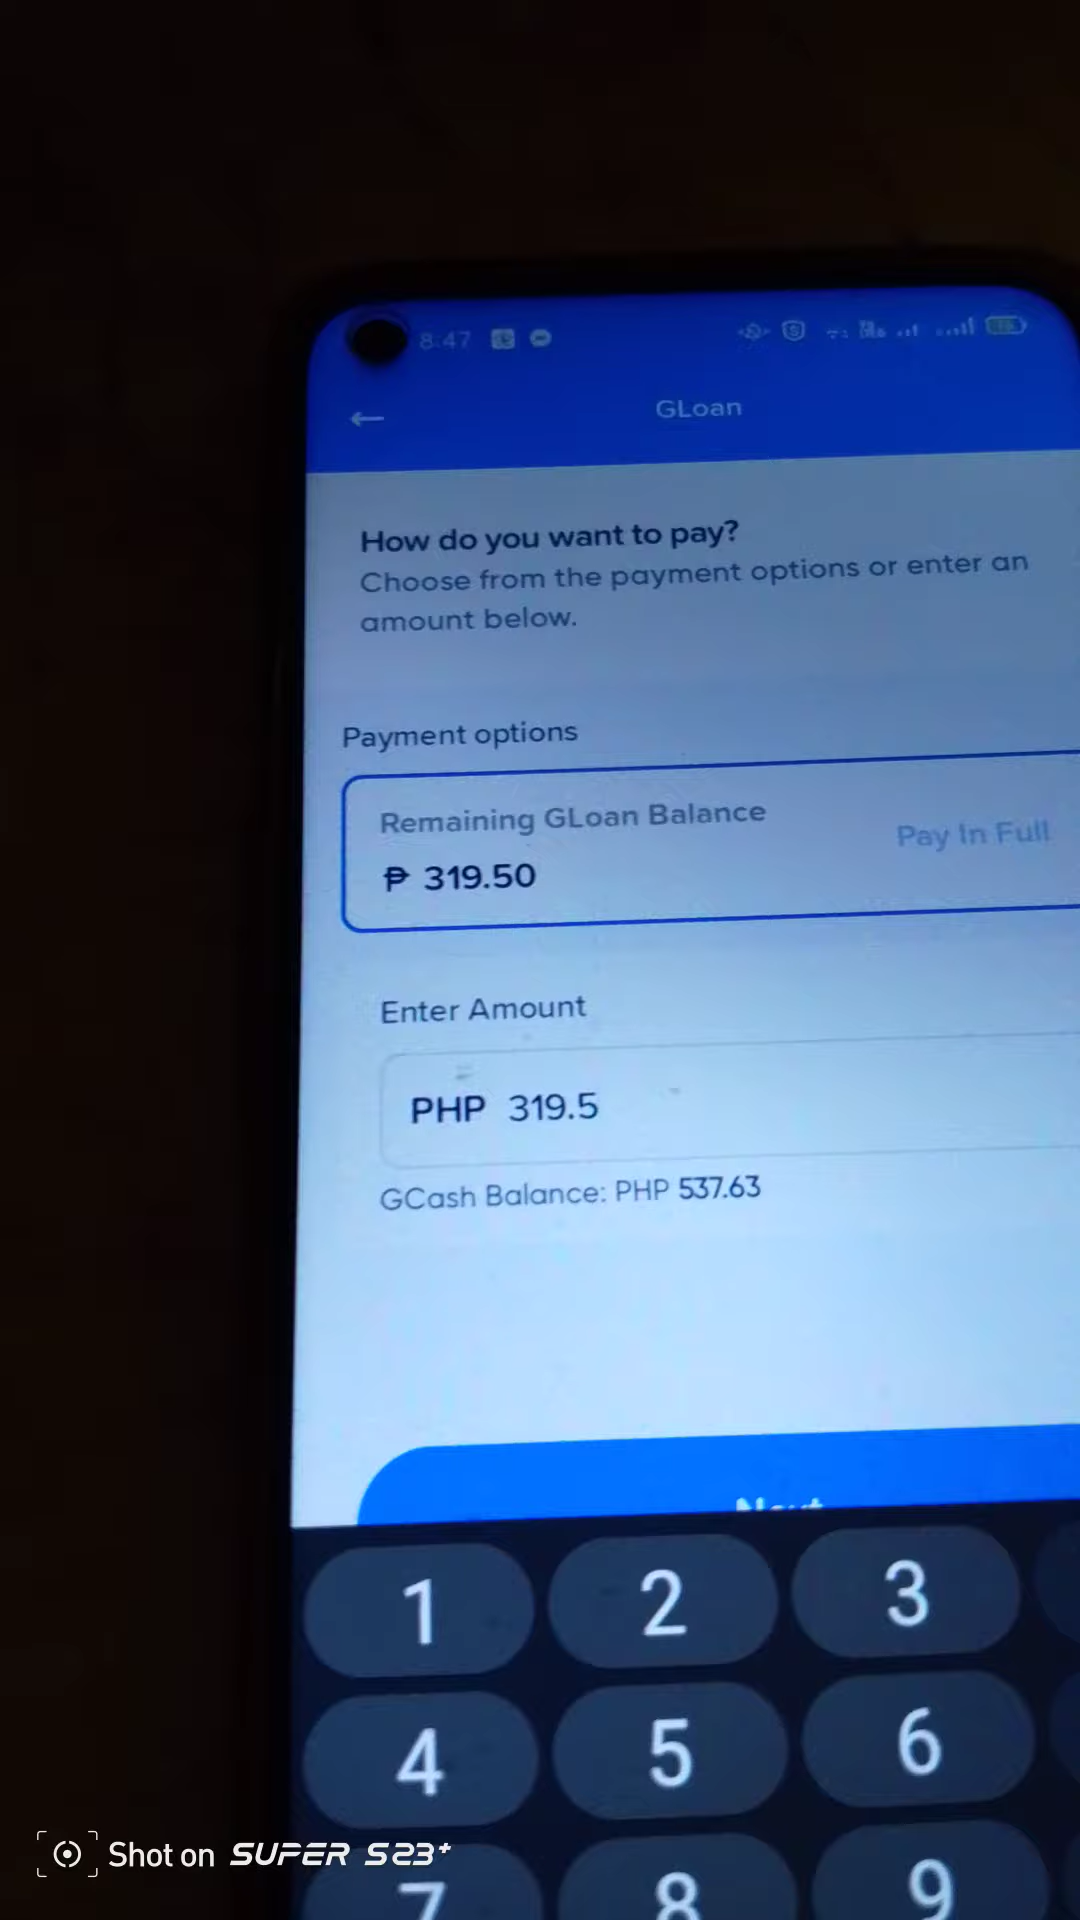 8:47
GLoan
How do you want to pay?
Choose from the payment options or enter an
amount below.
Payment options
Remaining GLoan Balance
Pay In Full
₱ 319.50
Enter Amount
PHP 319.5
GCash Balance: PHP 537.63
1 2 3
4 5 6
7 8 9
Shot on SUPER S23+